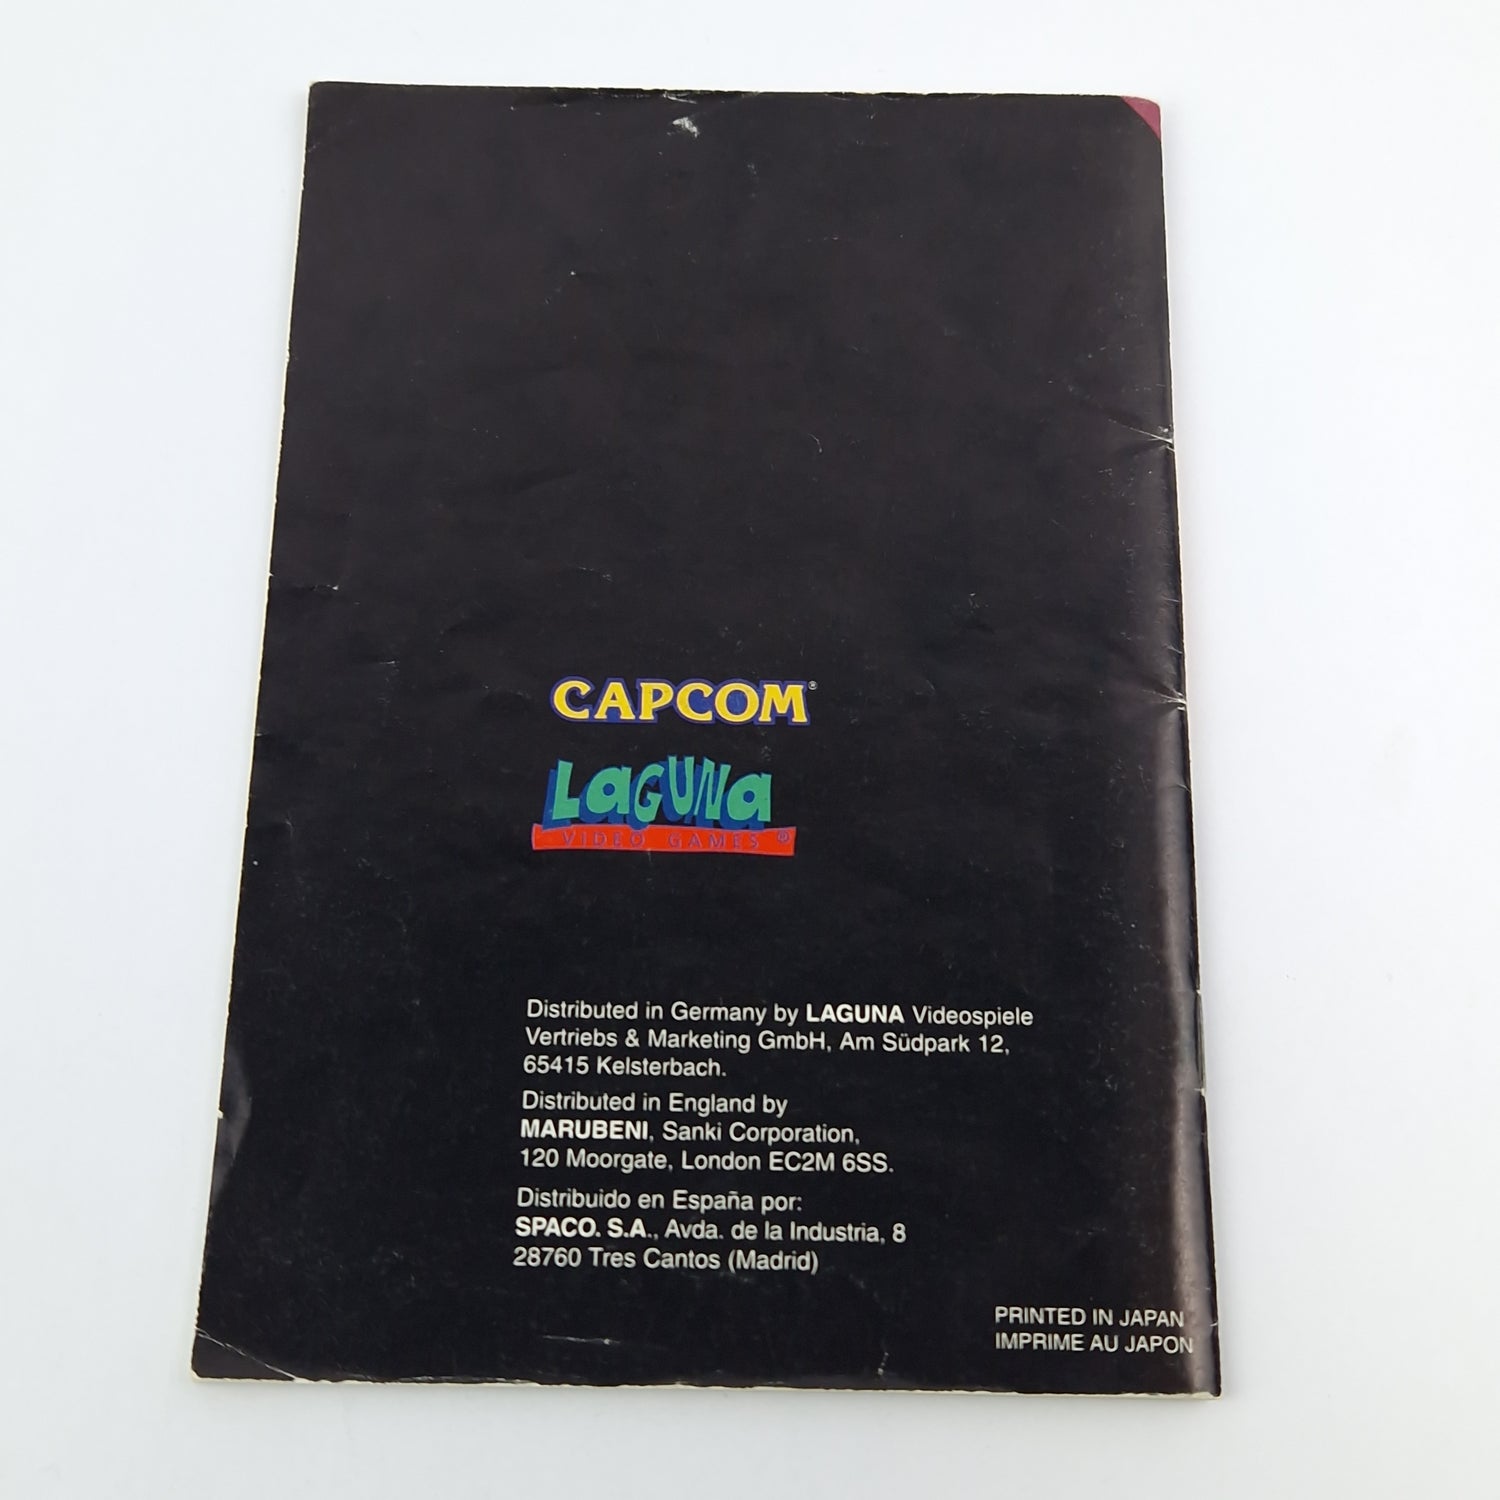 CAPCOM®
LaGUNa
VIDEO GAMES ®
Distributed in Germany by LAGUNA Videospiele
Vertriebs & Marketing GmbH, Am Südpark 12,
65415 Kelsterbach.
Distributed in England by
MARUBENI, Sanki Corporation,
120 Moorgate, London EC2M 6SS.
Distribuido en España por:
SPACO. S.A., Avda. de la Industria, 8
28760 Tres Cantos (Madrid)
PRINTED IN JAPAN
IMPRIME AU JAPON